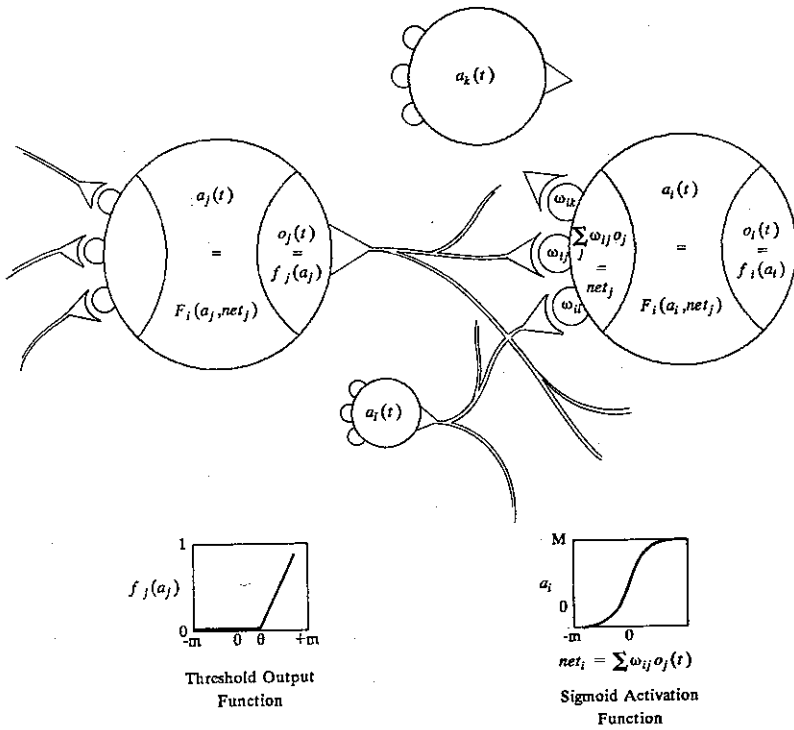 a_k(t)
a_j(t)
=
F_i(a_j,net_j)
o_j(t)
=
f_j(a_j)
ω_ik
ω_ij
ω_il
∑_j ω_ij o_j
=
net_j
a_i(t)
=
F_i(a_i,net_j)
o_i(t)
=
f_i(a_i)
a_l(t)
1
f_j(a_j)
0
-m 0 θ +m
Threshold Output
Function
M
a_i
0
-m 0
net_i = ∑ω_ij o_j(t)
Sigmoid Activation
Function